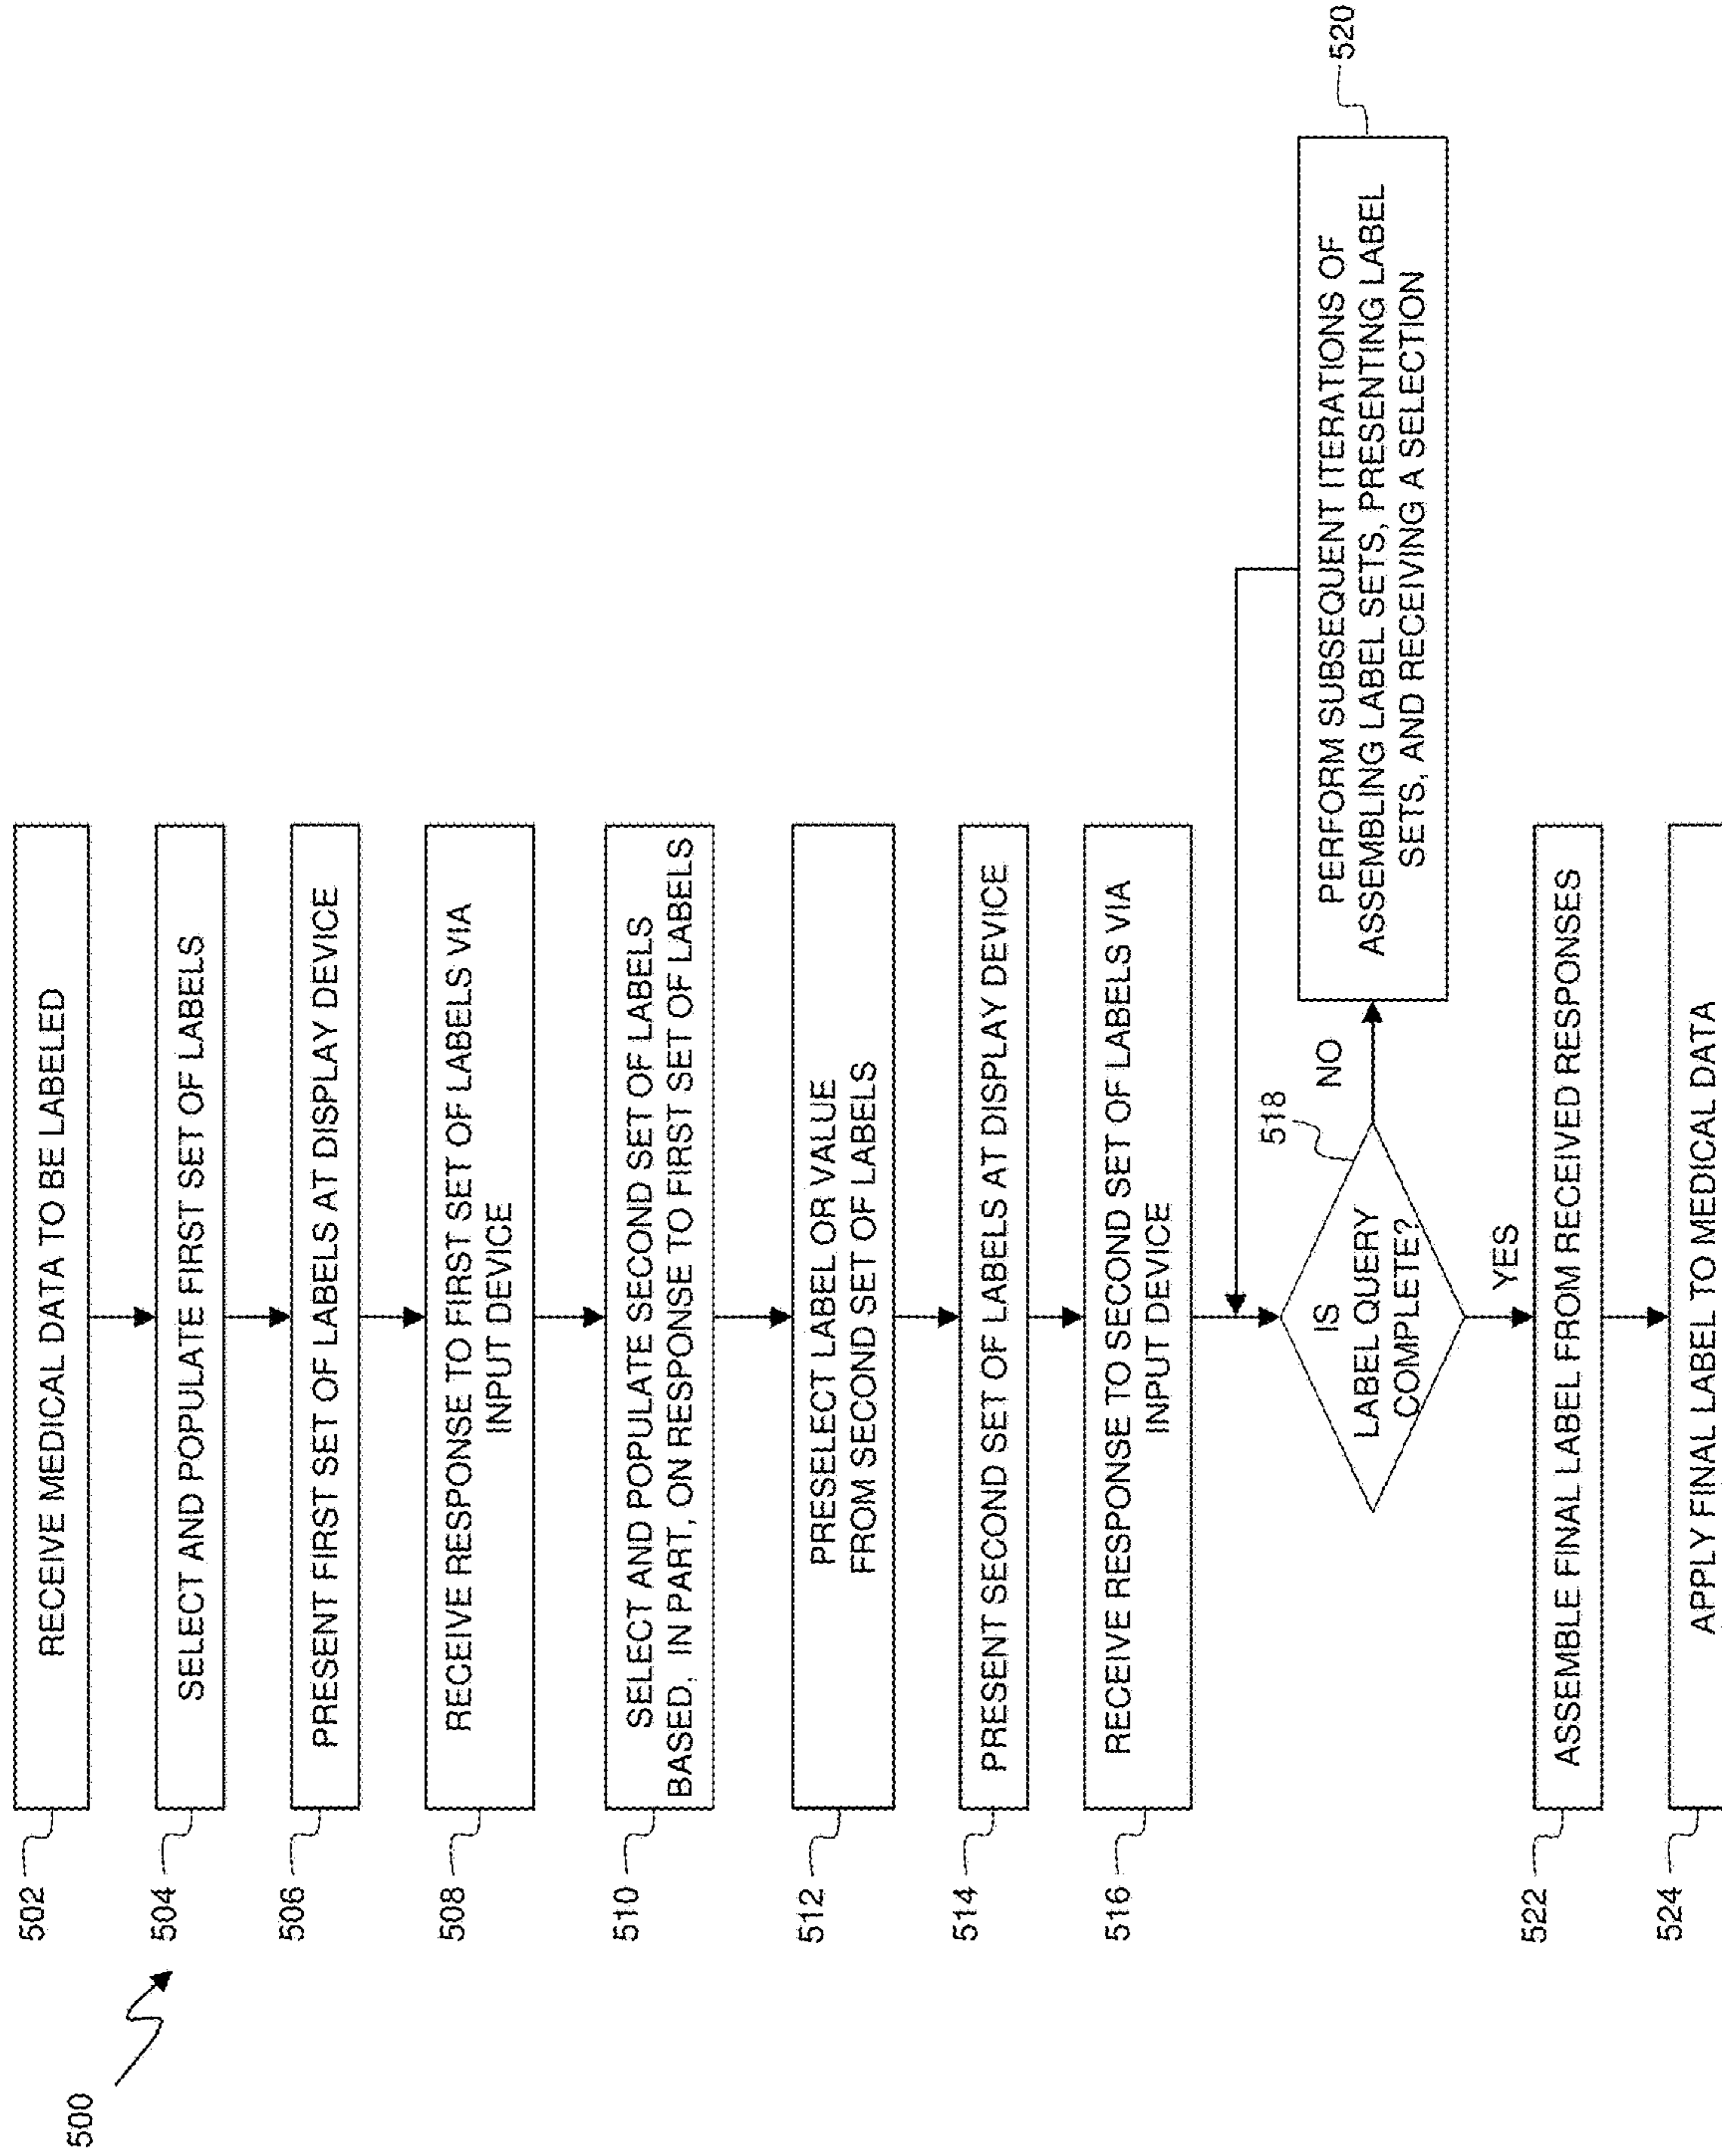 500
502
RECEIVE MEDICAL DATA TO BE LABELED
504
SELECT AND POPULATE FIRST SET OF LABELS
506
PRESENT FIRST SET OF LABELS AT DISPLAY DEVICE
508
RECEIVE RESPONSE TO FIRST SET OF LABELS VIA
INPUT DEVICE
510
SELECT AND POPULATE SECOND SET OF LABELS
BASED, IN PART, ON RESPONSE TO FIRST SET OF LABELS
512
PRESELECT LABEL OR VALUE
FROM SECOND SET OF LABELS
514
PRESENT SECOND SET OF LABELS AT DISPLAY DEVICE
516
RECEIVE RESPONSE TO SECOND SET OF LABELS VIA
INPUT DEVICE
518
IS
LABEL QUERY
COMPLETE?
NO
YES
520
PERFORM SUBSEQUENT ITERATIONS OF
ASSEMBLING LABEL SETS, PRESENTING LABEL
SETS, AND RECEIVING A SELECTION
522
ASSEMBLE FINAL LABEL FROM RECEIVED RESPONSES
524
APPLY FINAL LABEL TO MEDICAL DATA